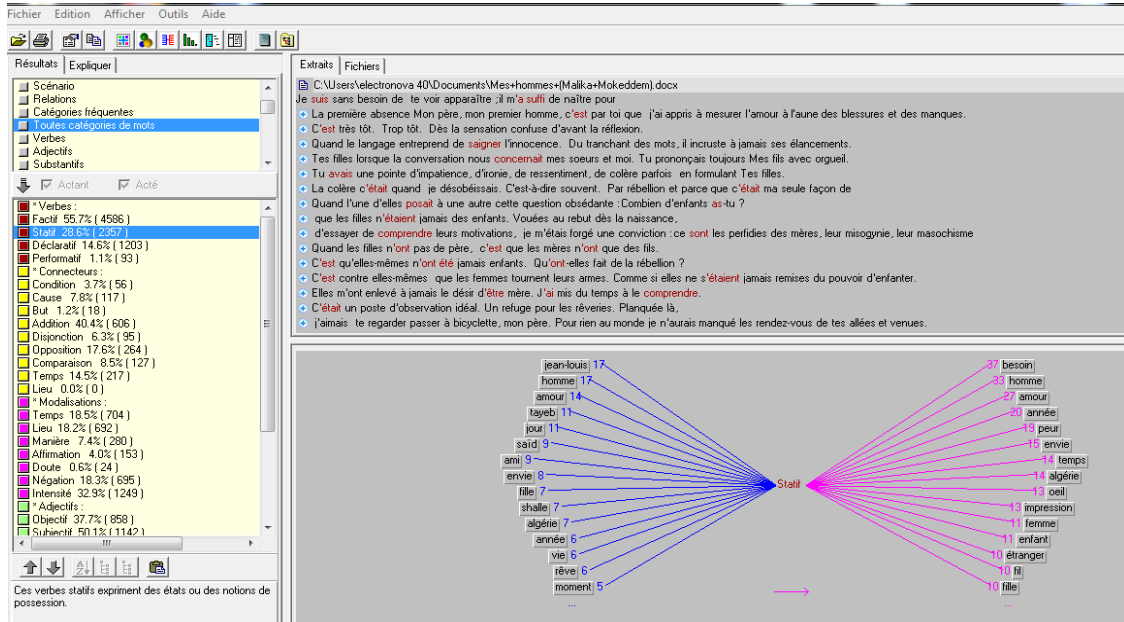 Fichier Edition Afficher Outils Aide
Résultats Expliquer
Scénario
Relations
Catégories fréquentes
Toutes catégories de mots
Verbes
Adjectifs
Substantifs
Actant Acté
* Verbes :
Factif 55.7% ( 4586 )
Statif 28.6% ( 2357 )
Déclaratif 14.6% ( 1203 )
Performatif 1.1% ( 93 )
* Connecteurs :
Condition 3.7% ( 56 )
Cause 7.8% ( 117 )
But 1.2% ( 18 )
Addition 40.4% ( 606 )
Disjonction 6.3% ( 95 )
Opposition 17.6% ( 264 )
Comparaison 8.5% ( 127 )
Temps 14.5% ( 217 )
Lieu 0.0% ( 0 )
* Modalisations :
Temps 18.5% ( 704 )
Lieu 18.2% ( 692 )
Manière 7.4% ( 280 )
Affirmation 4.0% ( 153 )
Doute 0.6% ( 24 )
Négation 18.3% ( 695 )
Intensité 32.9% ( 1249 )
* Adjectifs :
Objectif 37.7% ( 858 )
Subjectif 50.1% ( 1142 )
Ces verbes statifs expriment des états ou des notions de
possession.
Extraits Fichiers
C:\Users\electronova 40\Documents\Mes+hommes+(Malika+Mokeddem).docx
Je suis sans besoin de te voir apparaître ;il m'a suffi de naître pour
La première absence Mon père, mon premier homme, c'est par toi que j'ai appris à mesurer l'amour à l'aune des blessures et des manques.
C'est très tôt. Trop tôt. Dès la sensation confuse d'avant la réflexion.
Quand le langage entreprend de saigner l'innocence. Du tranchant des mots, il incruste à jamais ses élancements.
Tes filles lorsque la conversation nous concernait mes soeurs et moi. Tu prononçais toujours Mes fils avec orgueil.
Tu avais une pointe d'impatience, d'ironie, de ressentiment, de colère parfois en formulant Tes filles.
La colère c'était quand je désobéissais. C'est-à-dire souvent. Par rébellion et parce que c'était ma seule façon de
Quand l'une d'elles posait à une autre cette question obsédante :Combien d'enfants as-tu ?
que les filles n'étaient jamais des enfants. Vouées au rebut dès la naissance,
d'essayer de comprendre leurs motivations, je m'étais forgé une conviction :ce sont les perfidies des mères, leur misogynie, leur masochisme
Quand les filles n'ont pas de père, c'est que les mères n'ont que des fils.
C'est qu'elles-mêmes n'ont été jamais enfants. Qu'ont-elles fait de la rébellion ?
C'est contre elles-mêmes que les femmes tournent leurs armes. Comme si elles ne s'étaient jamais remises du pouvoir d'enfanter.
Elles m'ont enlevé à jamais le désir d'être mère. J'ai mis du temps à le comprendre.
C'était un poste d'observation idéal. Un refuge pour les rêveries. Planquée là,
j'aimais te regarder passer à bicyclette, mon père. Pour rien au monde je n'aurais manqué les rendez-vous de tes allées et venues.
jean-louis 17 37 besoin
homme 17 33 homme
amour 14 27 amour
tayeb 11 20 année
jour 11 19 peur
saïd 9 15 envie
ami 9 14 temps
envie 8 14 algérie
Statif
fille 7 13 oeil
shalle 7 13 impression
algérie 7 11 femme
année 6 11 enfant
vie 6 10 étranger
rêve 6 10 fil
moment 5 10 fille
... ...